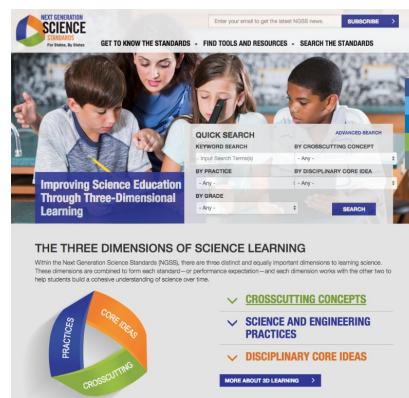 NEXT GENERATION
SCIENCE
STANDARDS
For States, By States
Enter your email to get the latest NGSS news.
SUBSCRIBE
GET TO KNOW THE STANDARDS
FIND TOOLS AND RESOURCES
SEARCH THE STANDARDS
QUICK SEARCH
ADVANCED SEARCH
KEYWORD SEARCH
BY CROSSCUTTING CONCEPT
- Input Search Term(s)
- Any -
BY PRACTICE
BY DISCIPLINARY CORE IDEA
- Any -
- Any -
BY GRADE
- Any -
SEARCH
Improving Science Education
Through Three-Dimensional
Learning
THE THREE DIMENSIONS OF SCIENCE LEARNING
Within the Next Generation Science Standards (NGSS), there are three distinct and equally important dimensions to learning science.
These dimensions are combined to form each standard—or performance expectation—and each dimension works with the other two to
help students build a cohesive understanding of science over time.
PRACTICES
CORE IDEAS
CROSSCUTTING
CROSSCUTTING CONCEPTS
SCIENCE AND ENGINEERING
PRACTICES
DISCIPLINARY CORE IDEAS
MORE ABOUT 3D LEARNING